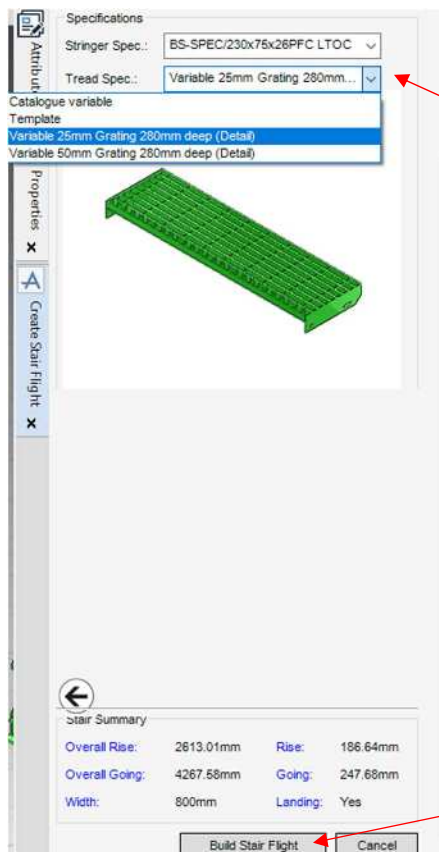 Specifications
Stringer Spec.: BS-SPEC/230x75x26PFC LTOC
Tread Spec.: Variable 25mm Grating 280mm...
Catalogue variable
Template
Variable 25mm Grating 280mm deep (Detail)
Variable 50mm Grating 280mm deep (Detail)
Properties
Create Stair Flight
Stair Summary
Overall Rise: 2613.01mm Rise: 186.64mm
Overall Going: 4267.58mm Going: 247.68mm
Width: 800mm Landing: Yes
Build Stair Flight Cancel